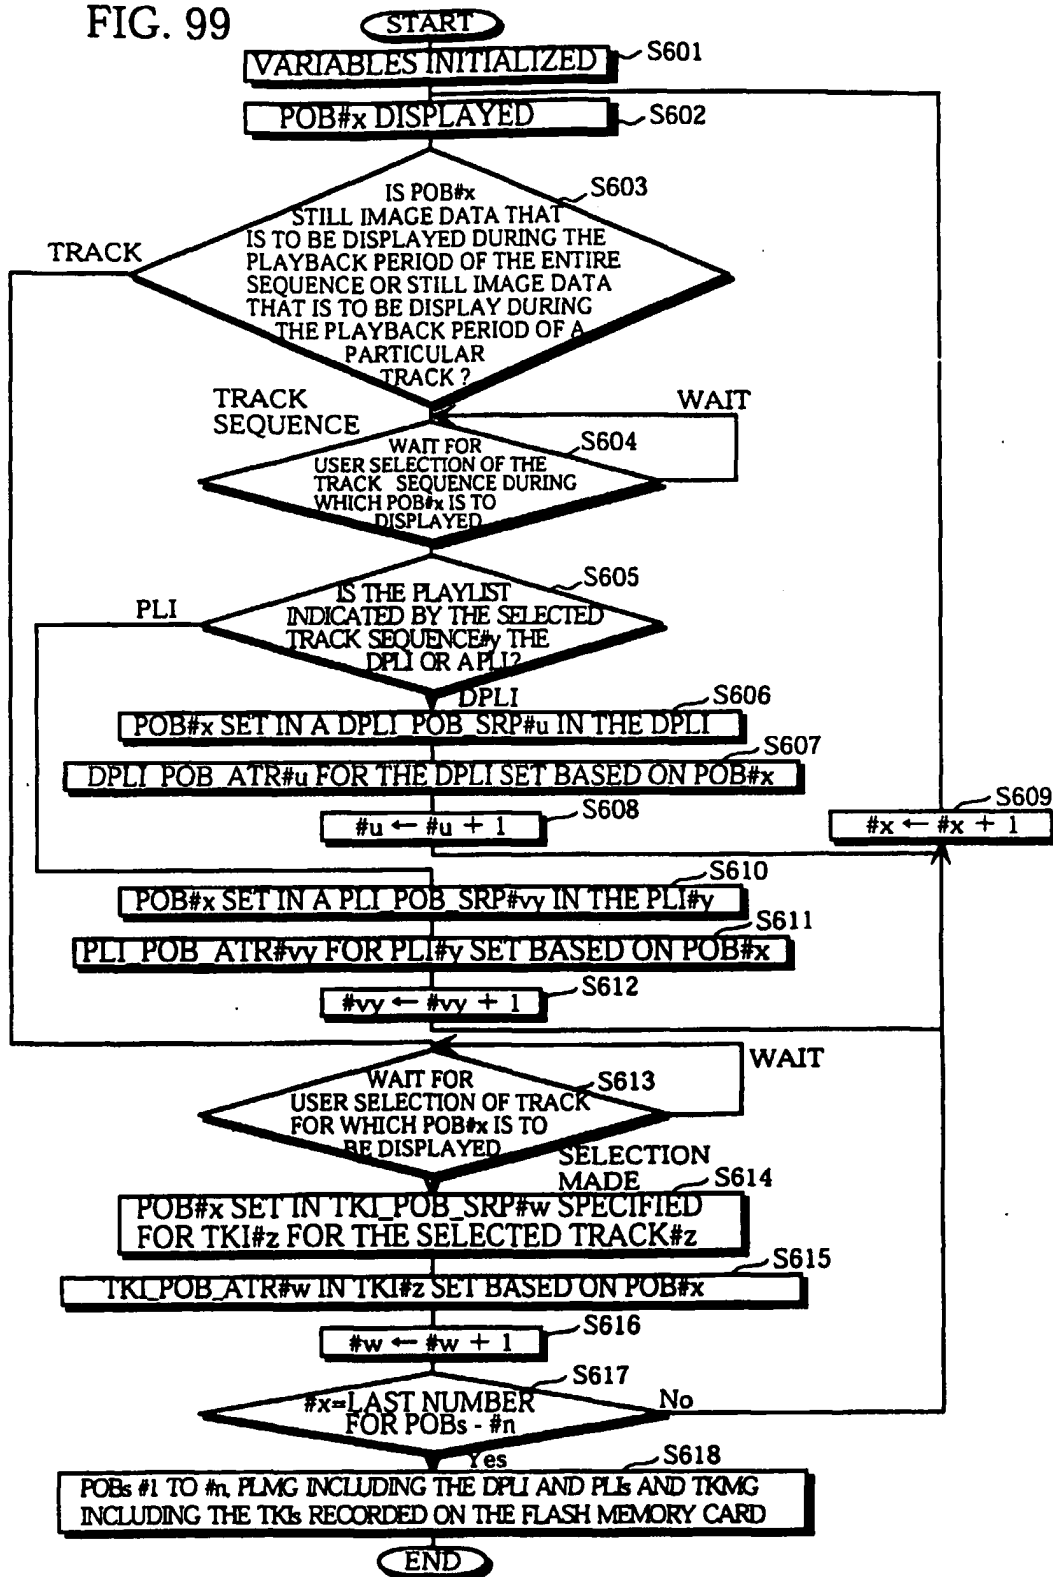 FIG. 99
START
VARIABLES INITIALIZED
S601
POB#x DISPLAYED
S602
S603
IS POB#x
STILL IMAGE DATA THAT
IS TO BE DISPLAYED DURING THE
PLAYBACK PERIOD OF THE ENTIRE
SEQUENCE OR STILL IMAGE DATA
THAT IS TO BE DISPLAY DURING
THE PLAYBACK PERIOD OF A
PARTICULAR
TRACK ?
TRACK
TRACK
SEQUENCE
WAIT
S604
WAIT FOR
USER SELECTION OF THE
TRACK SEQUENCE DURING
WHICH POB#x IS TO
DISPLAYED
S605
IS THE PLAYLIST
INDICATED BY THE SELECTED
TRACK SEQUENCE#y THE
DPLI OR A PLI?
PLI
DPLI
S606
POB#x SET IN A DPLI_POB_SRP#u IN THE DPLI
S607
DPLI_POB_ATR#u FOR THE DPLI SET BASED ON POB#x
S608
#u ← #u + 1
S609
#x ← #x + 1
S610
POB#x SET IN A PLI_POB_SRP#vy IN THE PLI#y
S611
PLI_POB_ATR#vy FOR PLI#y SET BASED ON POB#x
S612
#vy ← #vy + 1
WAIT
S613
WAIT FOR
USER SELECTION OF TRACK
FOR WHICH POB#x IS TO
BE DISPLAYED
SELECTION
MADE
S614
POB#x SET IN TKI_POB_SRP#w SPECIFIED
FOR TKI#z FOR THE SELECTED TRACK#z
S615
TKI_POB_ATR#w IN TKI#z SET BASED ON POB#x
S616
#w ← #w + 1
S617
#x=LAST NUMBER
FOR POBs - #n
No
Yes
S618
POBs #1 TO #n, PLMG INCLUDING THE DPLI AND PLIs AND TKMG
INCLUDING THE TKIs RECORDED ON THE FLASH MEMORY CARD
END